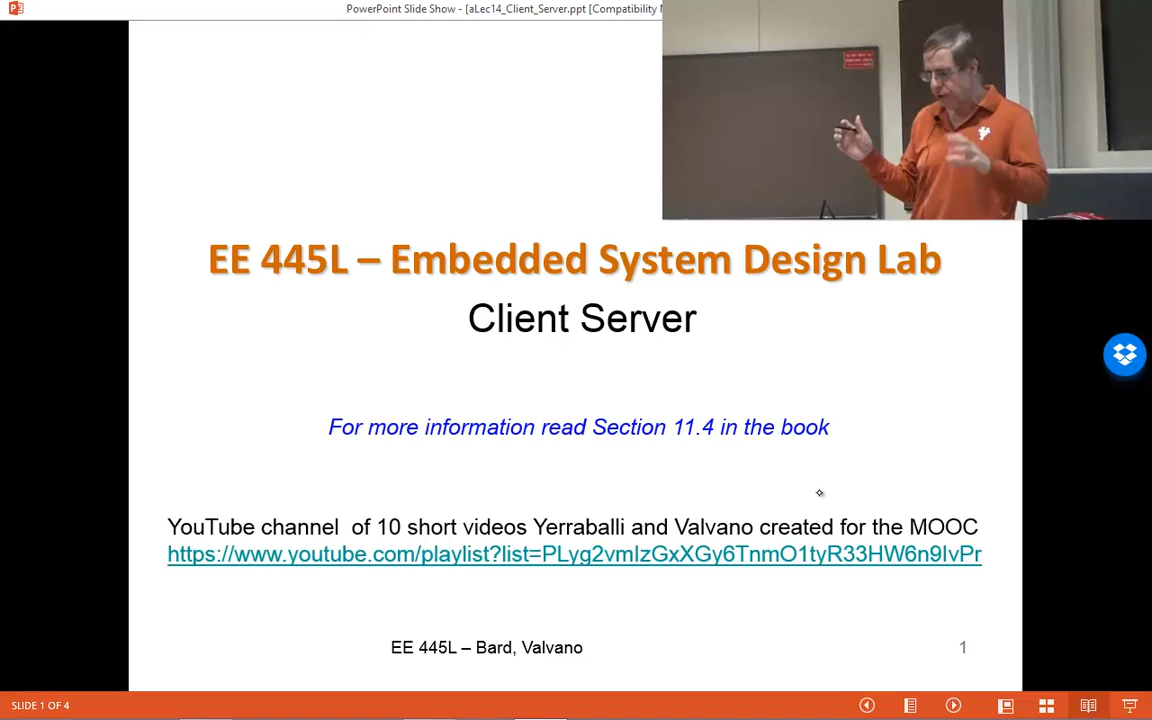 PowerPoint Slide Show - [aLec14_Client_Server.ppt [Compatibility
EE 445L – Embedded System Design Lab
Client Server
For more information read Section 11.4 in the book
YouTube channel of 10 short videos Yerraballi and Valvano created for the MOOC
https://www.youtube.com/playlist?list=PLyg2vmIzGxXGy6TnmO1tyR33HW6n9IvPr
EE 445L – Bard, Valvano
1
SLIDE 1 OF 4